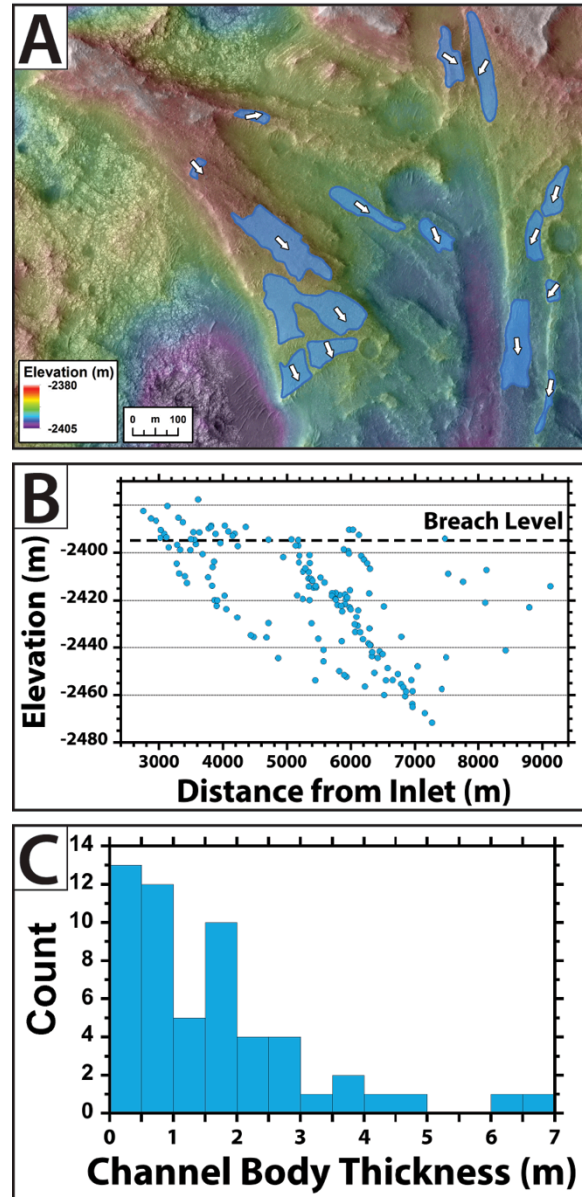 A
Elevation (m)
-2380
-2405
0 m 100
B
Breach Level
Elevation (m)
-2400
-2420
-2440
-2460
-2480
3000 4000 5000 6000 7000 8000 9000
Distance from Inlet (m)
C
Count
14
12
10
8
6
4
2
0
0 1 2 3 4 5 6 7
Channel Body Thickness (m)